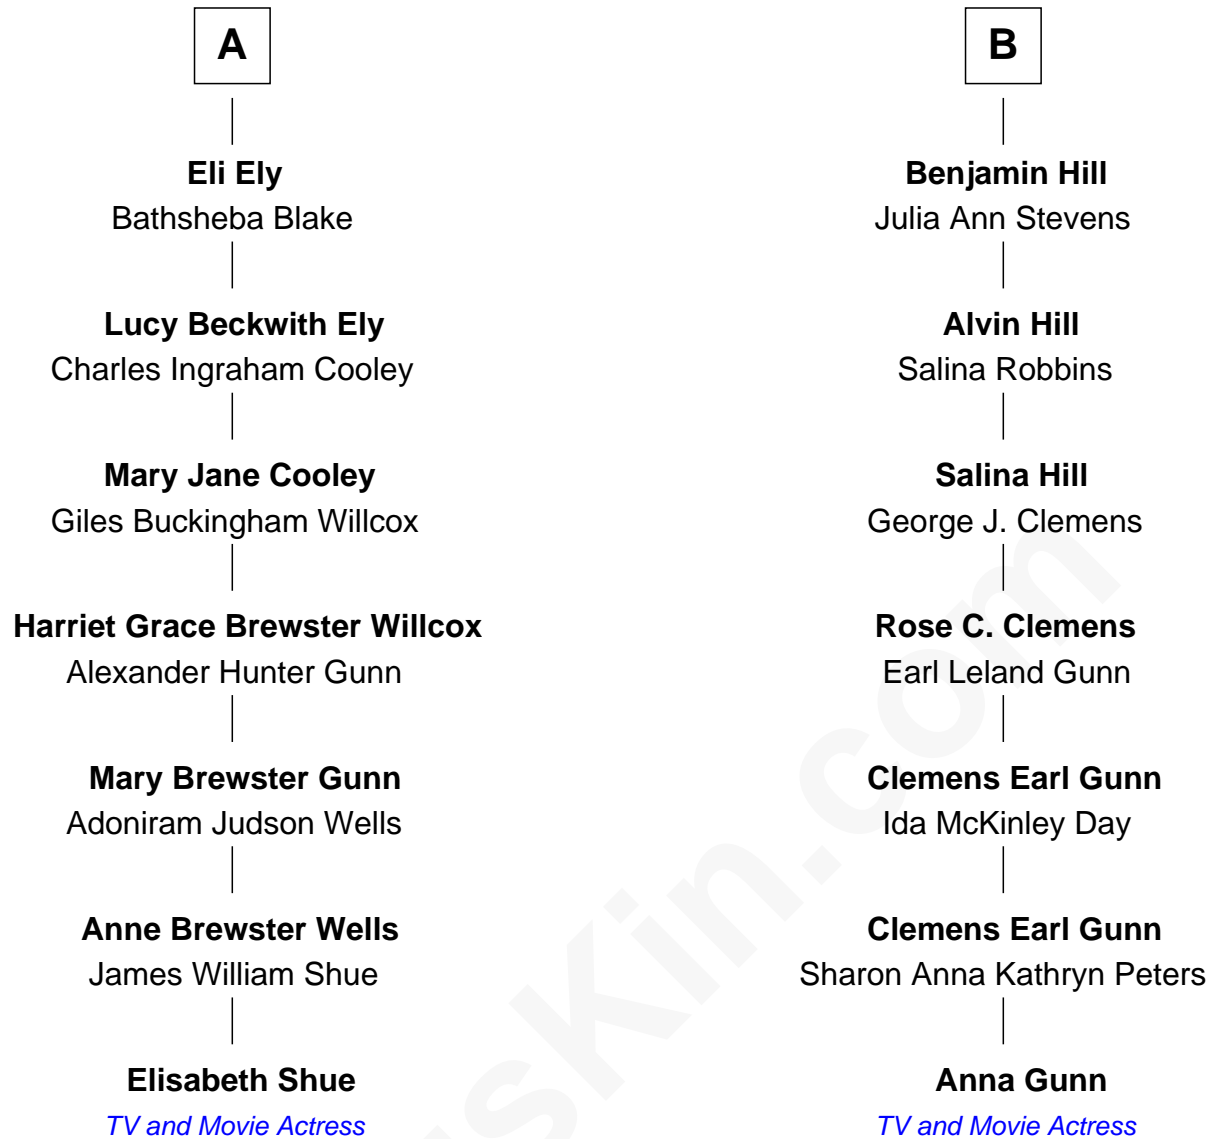 A
B
Eli Ely
Bathsheba Blake
Benjamin Hill
Julia Ann Stevens
Lucy Beckwith Ely
Charles Ingraham Cooley
Alvin Hill
Salina Robbins
Mary Jane Cooley
Giles Buckingham Willcox
Salina Hill
George J. Clemens
Harriet Grace Brewster Willcox
Alexander Hunter Gunn
Rose C. Clemens
Earl Leland Gunn
Mary Brewster Gunn
Adoniram Judson Wells
Clemens Earl Gunn
Ida McKinley Day
Anne Brewster Wells
James William Shue
Clemens Earl Gunn
Sharon Anna Kathryn Peters
Elisabeth Shue
TV and Movie Actress
Anna Gunn
TV and Movie Actress
sKin.com